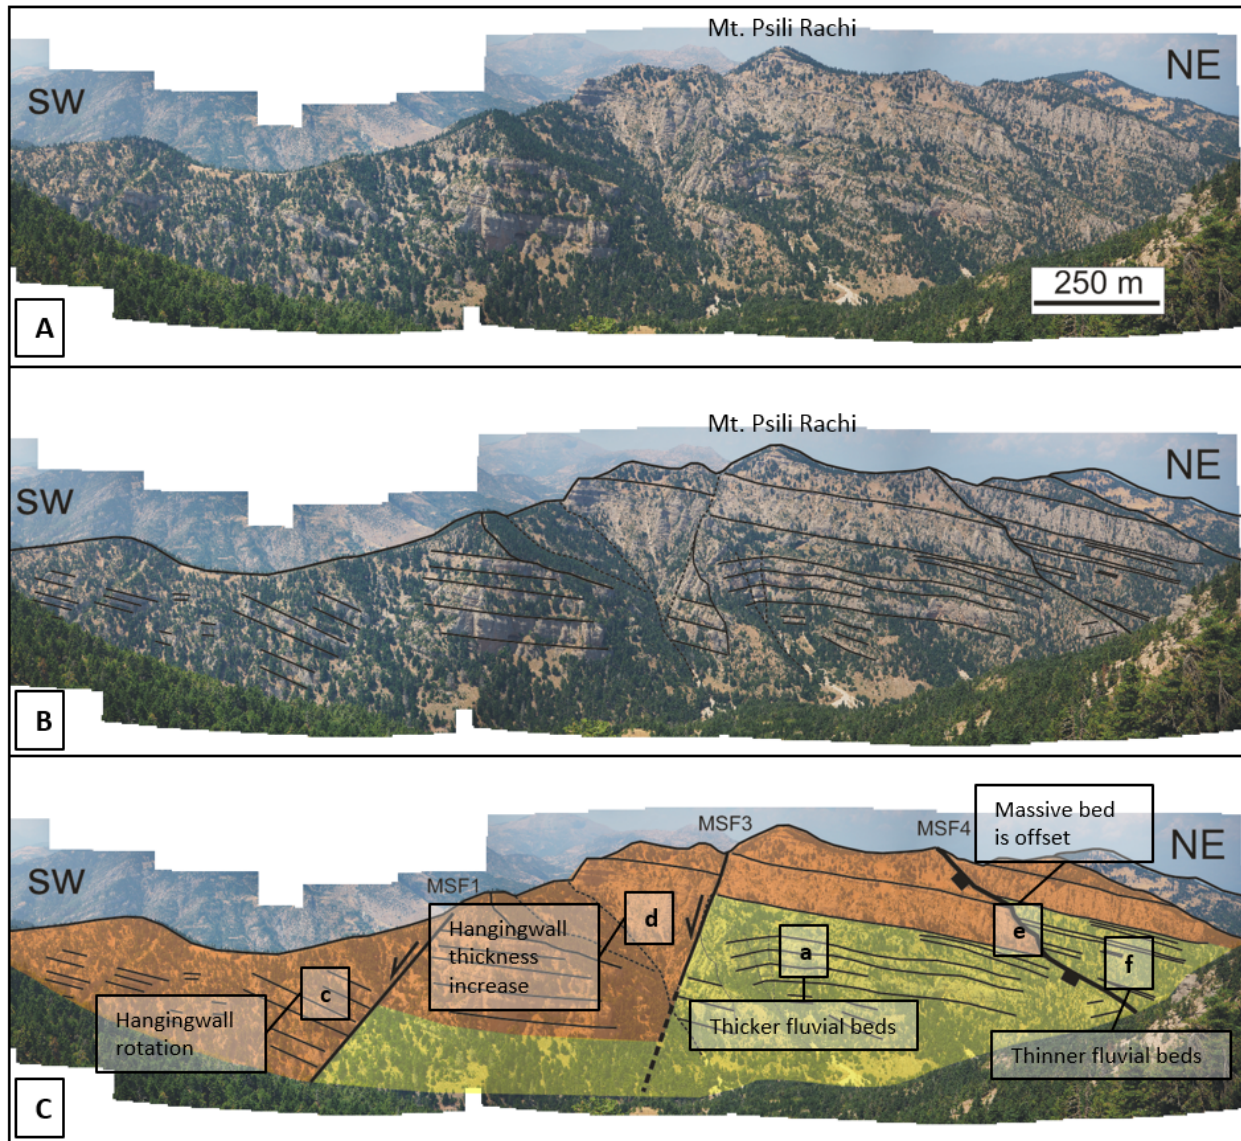 Mt. Psili Rachi
SW
NE
250 m
A
Mt. Psili Rachi
SW
NE
B
Massive bed
is offset
MSF3
MSF4
NE
SW
MSF1
d
Hangingwall
thickness
increase
e
a
f
c
Hangingwall
rotation
Thicker fluvial beds
Thinner fluvial beds
C